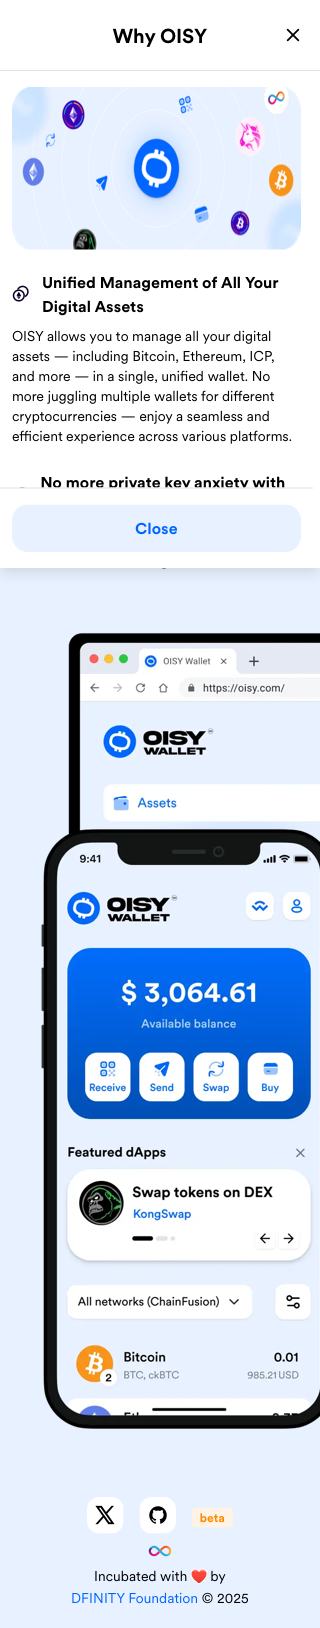 Why OISY
Unified Management of All Your
Digital Assets
OISY allows you to manage all your digital
assets — including Bitcoin, Ethereum, ICP,
and more — in a single, unified wallet. No
more juggling multiple wallets for different
cryptocurrencies — enjoy a seamless and
efficient experience across various platforms.
No more private key anxiety with
Close
OISY Wallet
https://oisy.com/
OISY
WALLET
Assets
9:41
OISY
WALLET
$ 3,064.61
Available balance
Receive Send Swap Buy
Featured dApps
Swap tokens on DEX
KongSwap
All networks (ChainFusion)
Bitcoin 0.01
2 BTC, ckBTC 985.21 USD
beta
Incubated with ❤️ by
DFINITY Foundation © 2025